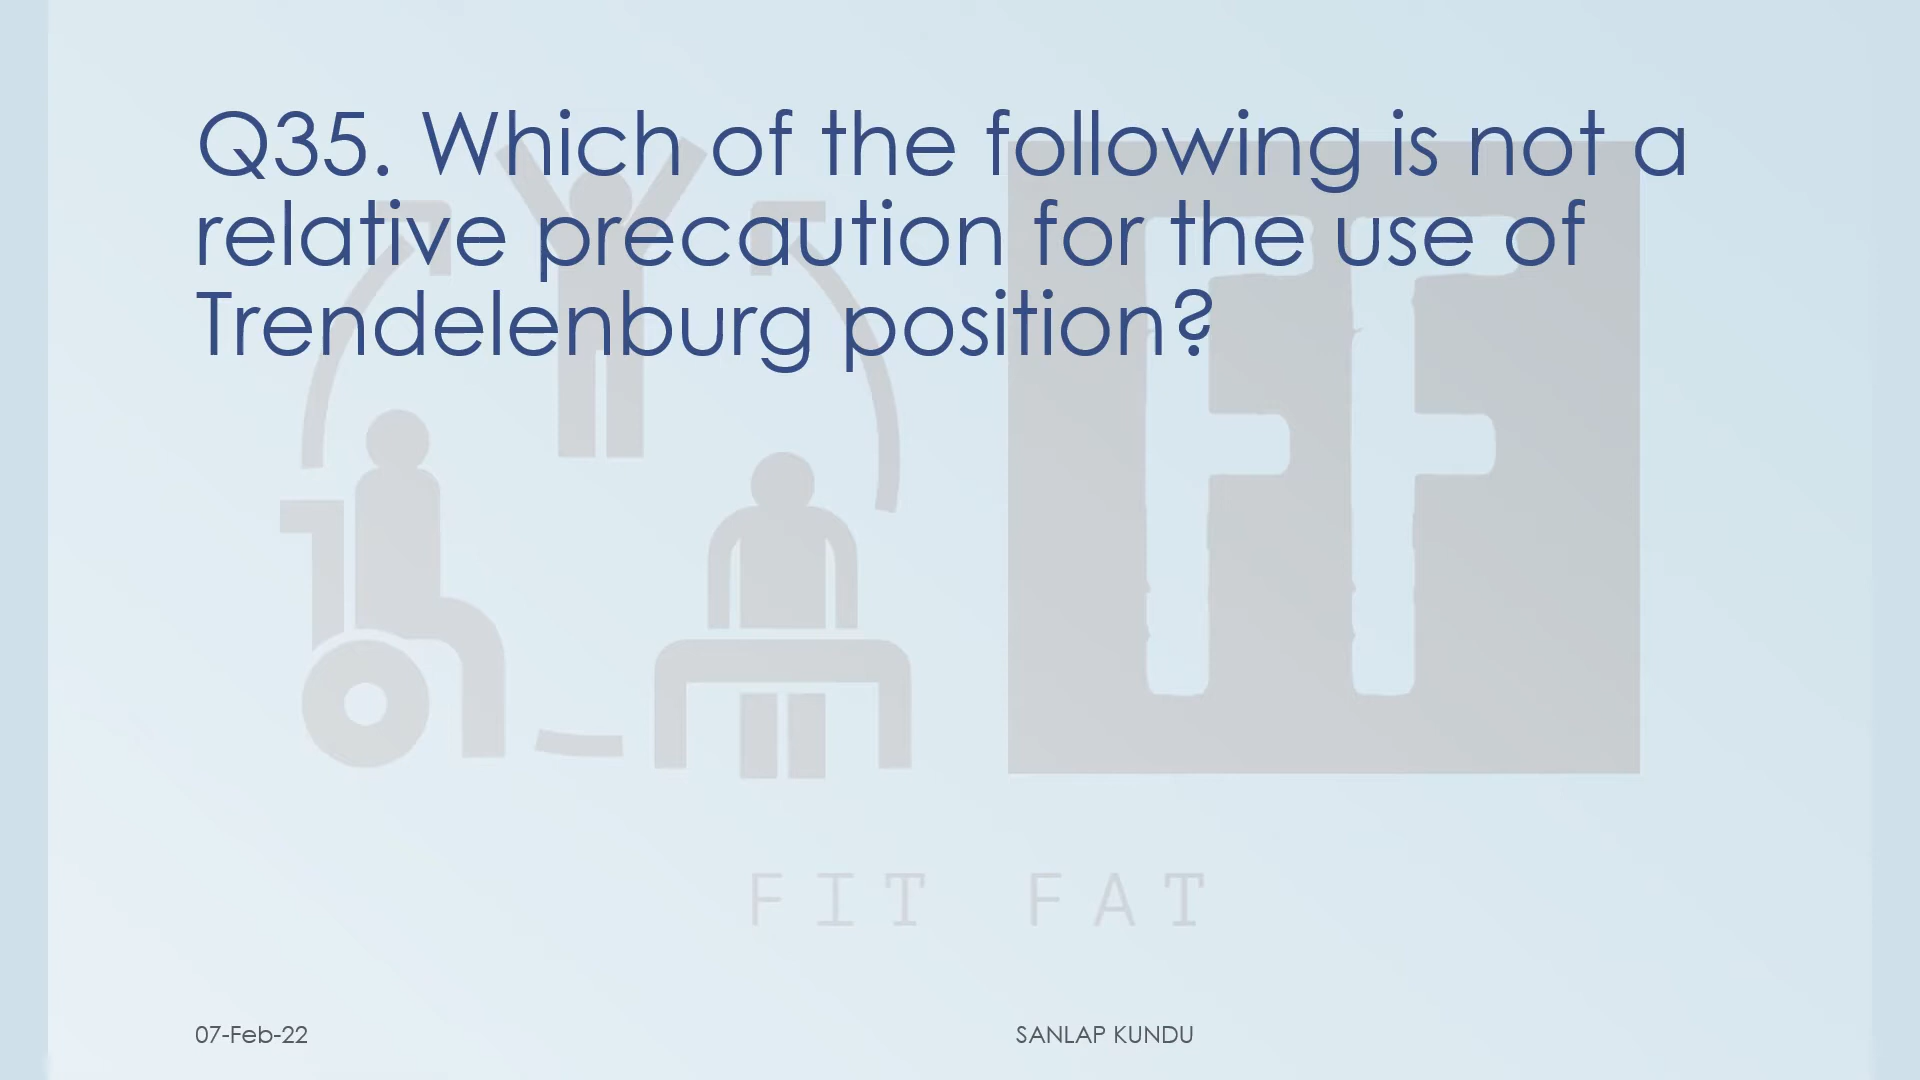 Q35. Which of the following is not a
relative precaution for the use of
Trendelenburg position?
FF
FIT FAT
07-Feb-22
SANLAP KUNDU